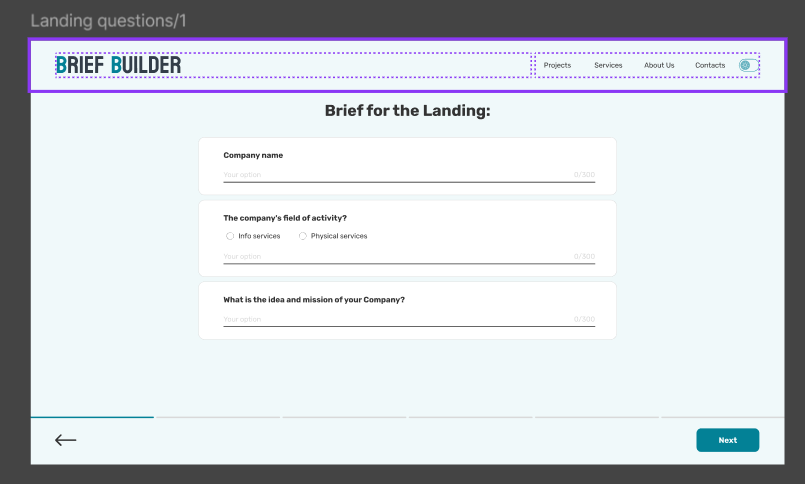 Landing questions/1
BRIEF BUILDER
Projects Services About Us Contacts
Brief for the Landing:
Company name
Your option 0/300
The company's field of activity?
Info services Physical services
Your option 0/300
What is the idea and mission of your Company?
Your option 0/300
Next